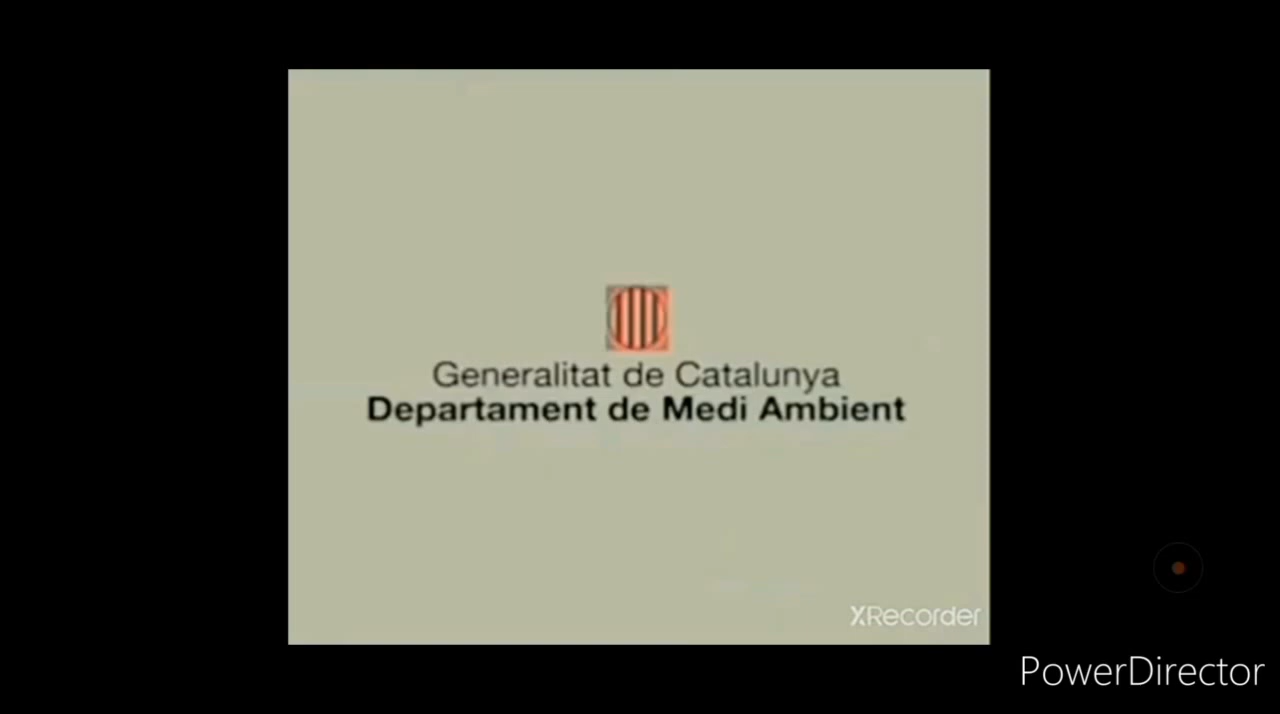 Generalitat de Catalunya
Departament de Medi Ambient
XRecorder
PowerDirector